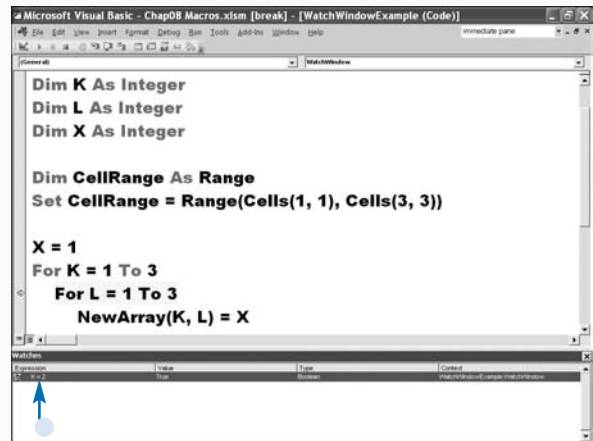 Microsoft Visual Basic - Chap08 Macros.xlsm [break] - [WatchWindowExample (Code)]
File Edit View Insert Format Debug Run Tools Add-Ins Window Help
immediate pane
(General)
WatchWindow
Dim K As Integer
Dim L As Integer
Dim X As Integer
Dim CellRange As Range
Set CellRange = Range(Cells(1, 1), Cells(3, 3))
X = 1
For K = 1 To 3
For L = 1 To 3
NewArray(K, L) = X
Watches
Expression Value Type Context
K = 2 True Boolean WatchWindowExample.WatchWindow